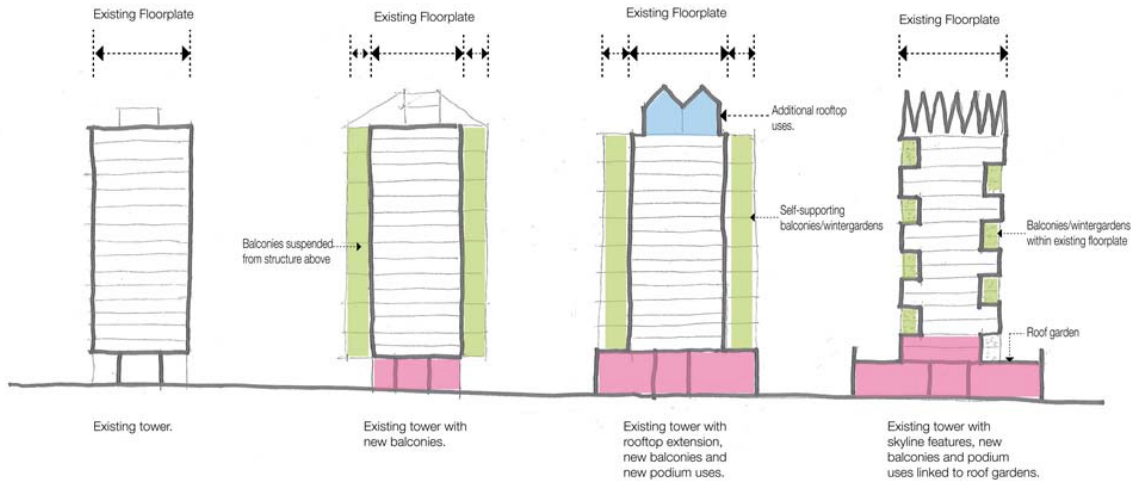 Existing Floorplate
Existing Floorplate
Existing Floorplate
Existing Floorplate
Additional rooftop
uses.
Balconies suspended
from structure above
Self-supporting
balconies/wintergardens
Balconies/wintergardens
within existing floorplate
Roof garden
Existing tower.
Existing tower with
new balconies.
Existing tower with
rooftop extension,
new balconies and
new podium uses.
Existing tower with
skyline features, new
balconies and podium
uses linked to roof gardens.